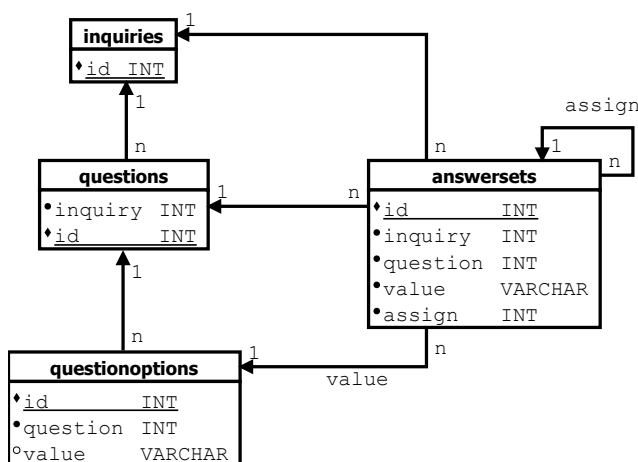 inquiries
id INT
1
1
n
n
assign
1
n
questions
inquiry INT
id INT
1
n
answersets
id INT
inquiry INT
question INT
value VARCHAR
assign INT
1
n
1
n
value
questionoptions
id INT
question INT
value VARCHAR